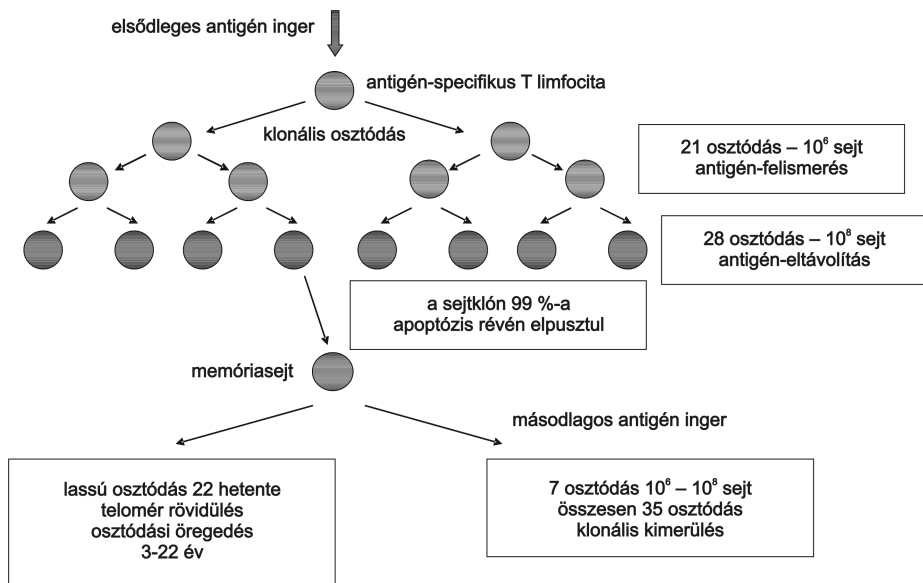 elsődleges antigén inger
antigén-specifikus T limfocita
klonális osztódás
21 osztódás – 10⁶ sejt
antigén-felismerés
28 osztódás – 10⁸ sejt
antigén-eltávolítás
a sejtklón 99 %-a
apoptózis révén elpusztul
memóriasejt
másodlagos antigén inger
lassú osztódás 22 hetente
telomér rövidülés
osztódási öregedés
3-22 év
7 osztódás 10⁶ – 10⁸ sejt
összesen 35 osztódás
klonális kimerülés